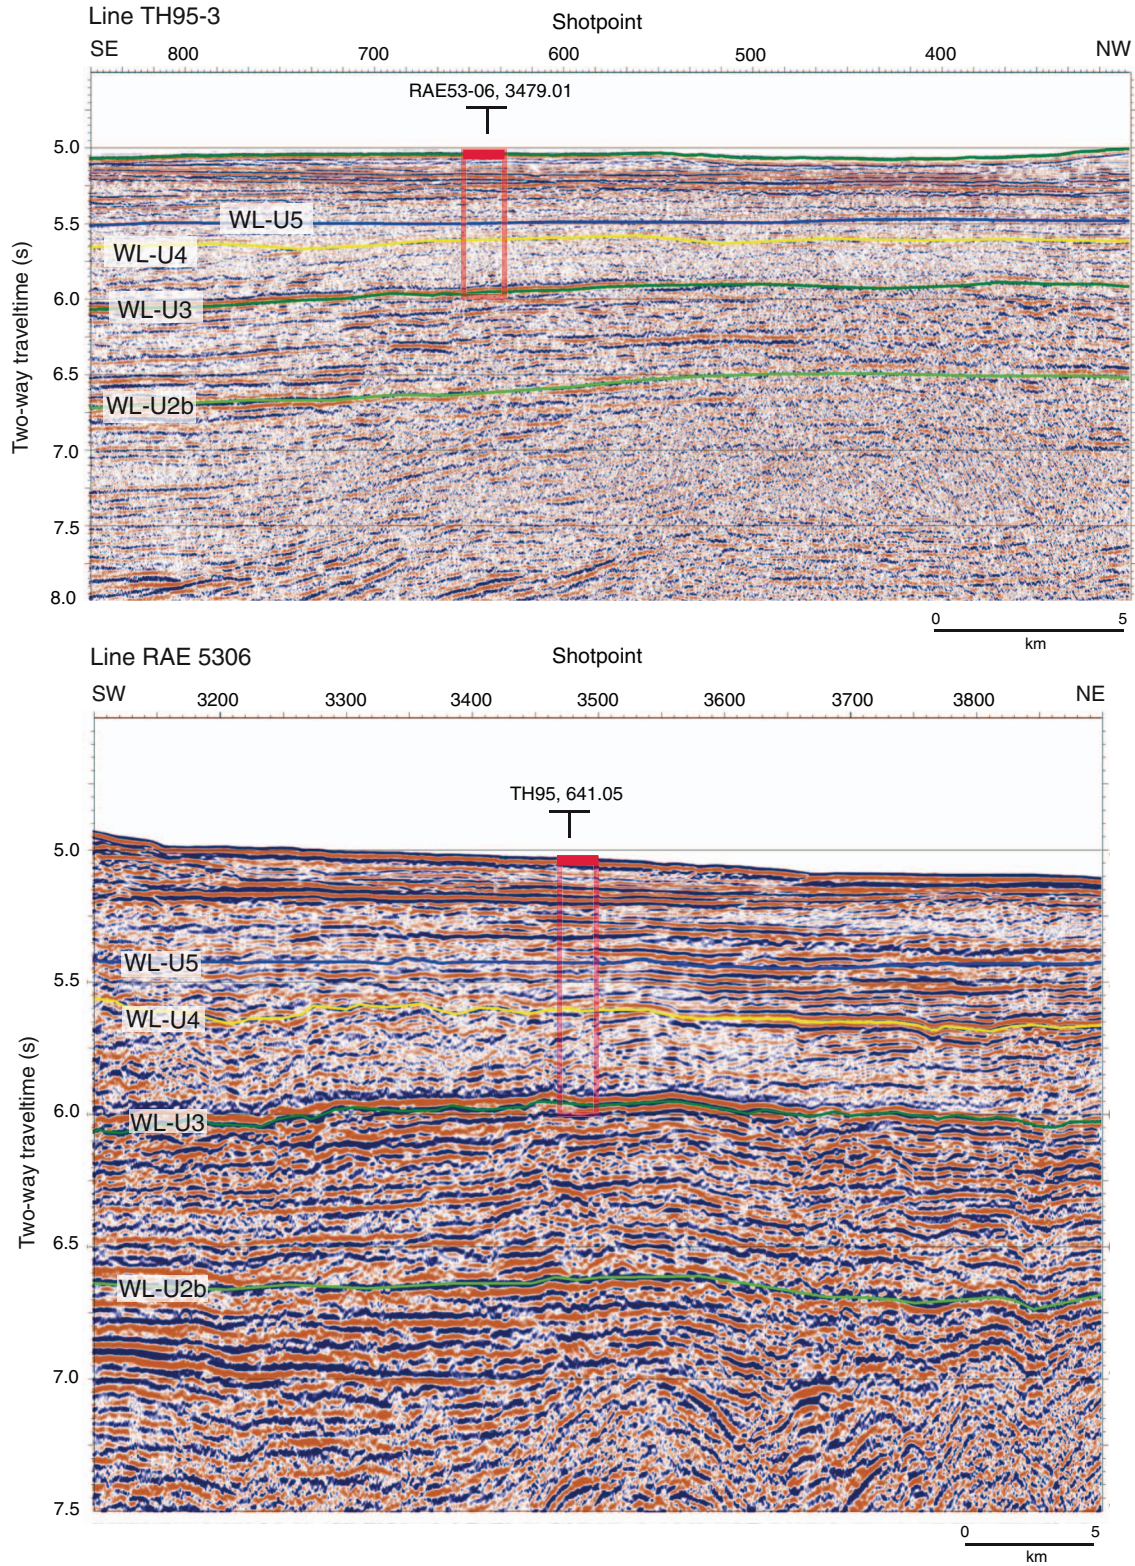 Line TH95-3
Shotpoint
SE 800 700 600 500 400 NW
RAE53-06, 3479.01
5.0
WL-U5
5.5
WL-U4
6.0
WL-U3
6.5
WL-U2b
7.0
7.5
8.0
Two-way traveltime (s)
0 5
km
Line RAE 5306
Shotpoint
SW 3200 3300 3400 3500 3600 3700 3800 NE
TH95, 641.05
5.0
WL-U5
5.5
WL-U4
6.0
WL-U3
6.5
WL-U2b
7.0
7.5
Two-way traveltime (s)
0 5
km